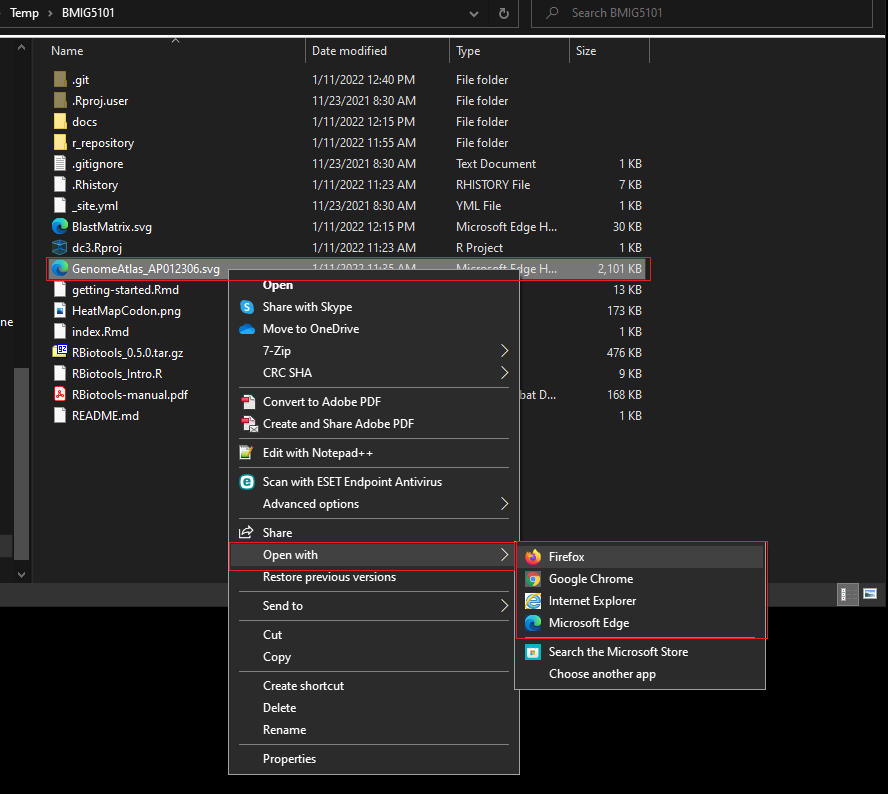 Temp > BMIG5101
Search BMIG5101
Name Date modified Type Size
.git 1/11/2022 12:40 PM File folder
.Rproj.user 11/23/2021 8:30 AM File folder
docs 1/11/2022 12:15 PM File folder
r_repository 1/11/2022 11:55 AM File folder
.gitignore 11/23/2021 8:30 AM Text Document 1 KB
.Rhistory 1/11/2022 11:23 AM RHISTORY File 7 KB
_site.yml 11/23/2021 8:30 AM YML File 1 KB
BlastMatrix.svg 1/11/2022 12:15 PM Microsoft Edge H... 30 KB
dc3.Rproj 1/11/2022 11:23 AM R Project 1 KB
GenomeAtlas_AP012306.svg 1/11/2022 11:35 AM Microsoft Edge H... 2,101 KB
getting-started.Rmd 13 KB
HeatMapCodon.png 173 KB
index.Rmd 1 KB
RBiotools_0.5.0.tar.gz 476 KB
RBiotools_Intro.R 9 KB
RBiotools-manual.pdf bat D... 168 KB
README.md 1 KB
ne
Open
Share with Skype
Move to OneDrive
7-Zip
CRC SHA
Convert to Adobe PDF
Create and Share Adobe PDF
Edit with Notepad++
Scan with ESET Endpoint Antivirus
Advanced options
Share
Open with
Restore previous versions
Send to
Cut
Copy
Create shortcut
Delete
Rename
Properties
Firefox
Google Chrome
Internet Explorer
Microsoft Edge
Search the Microsoft Store
Choose another app